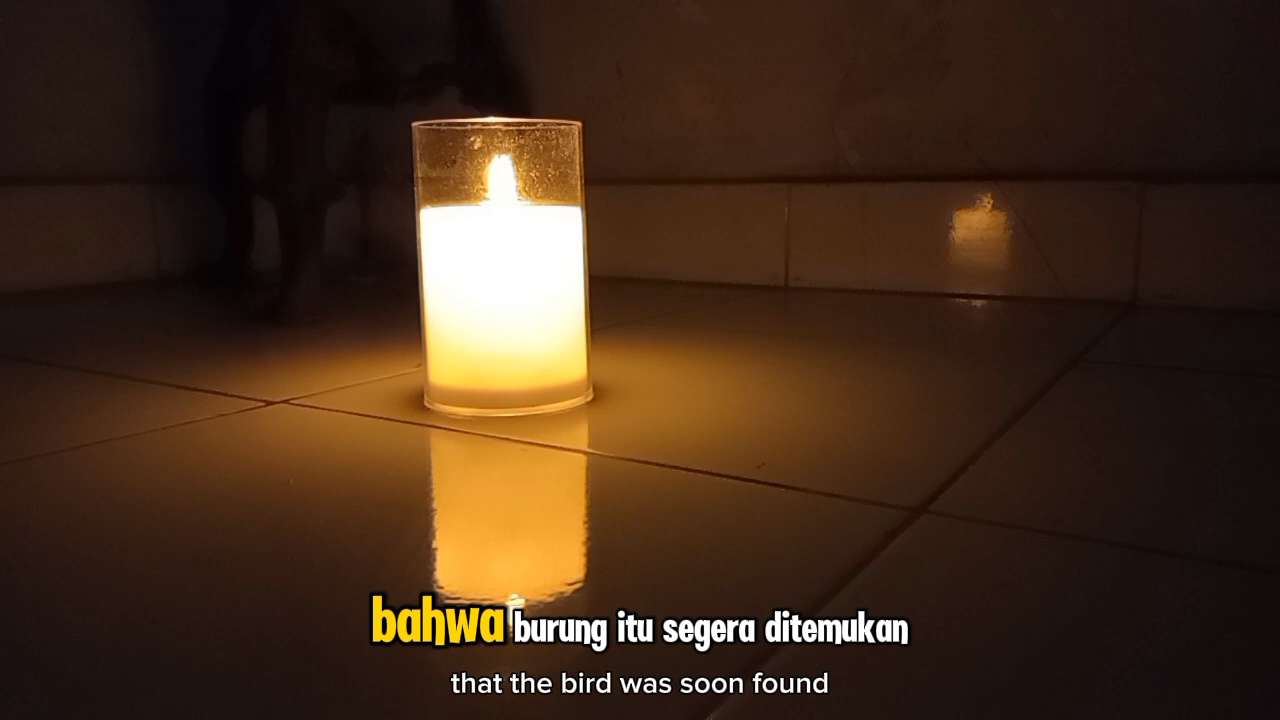 bahwa burung itu segera ditemukan
that the bird was soon found